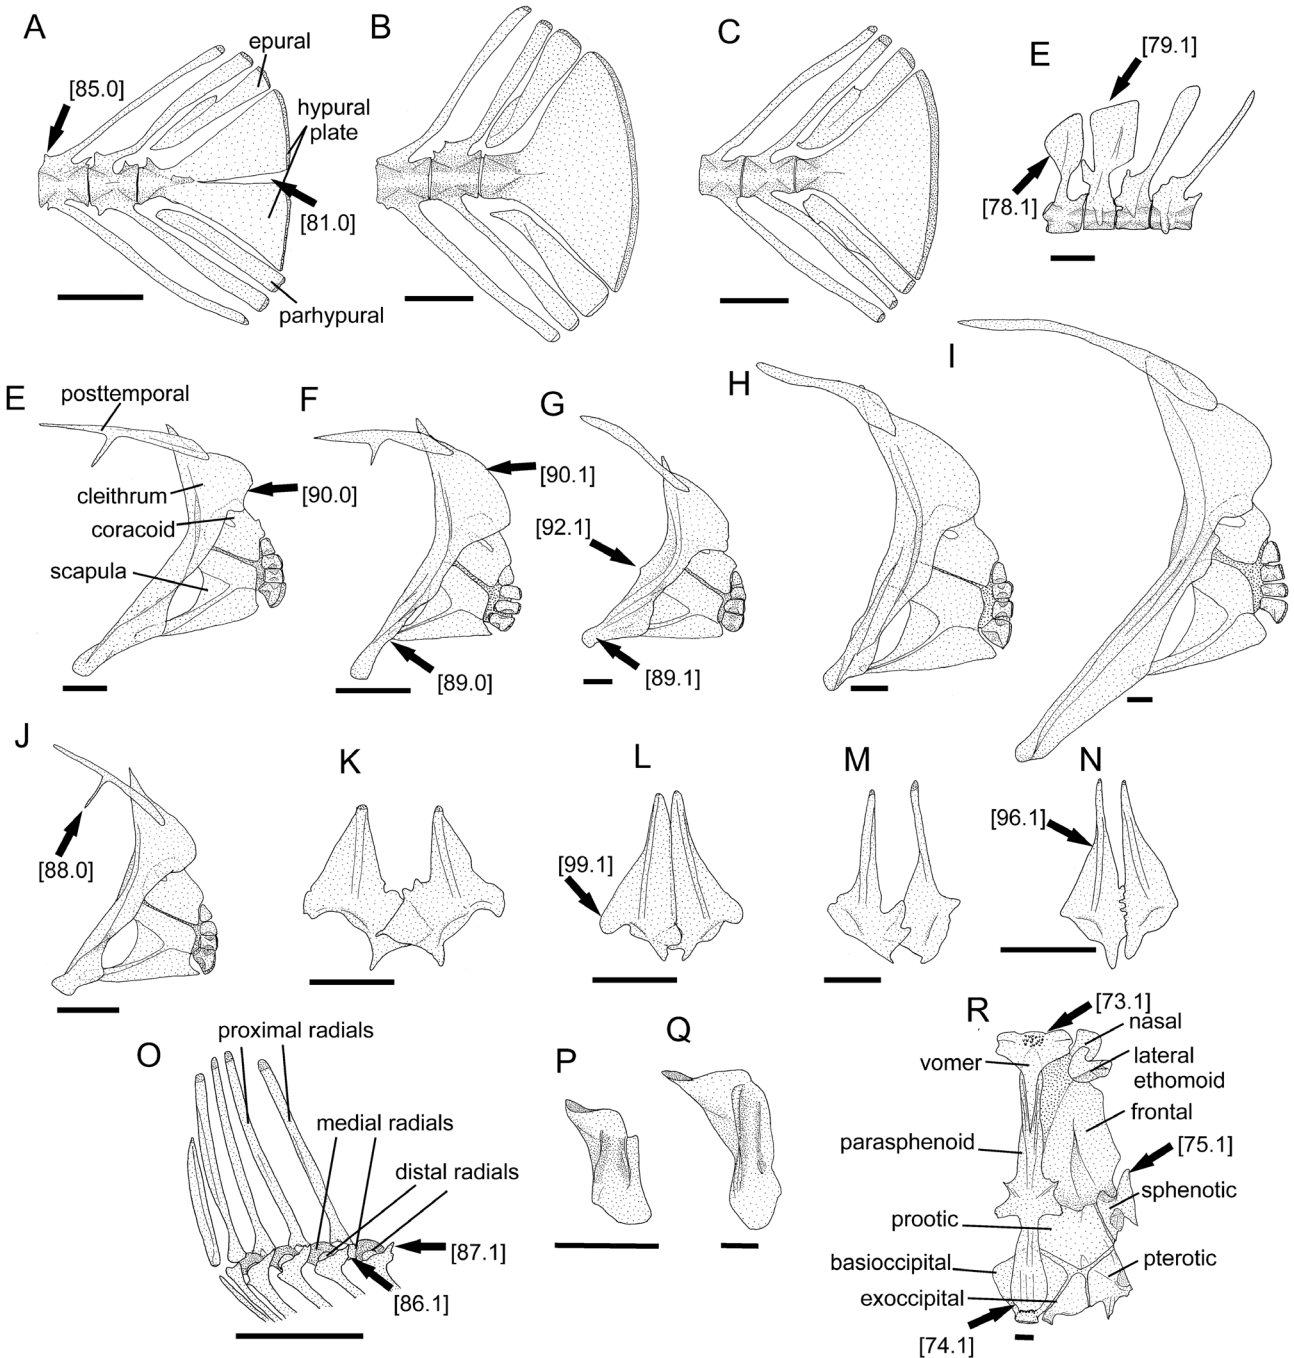 A
B
C
E
epural
[79.1]
[85.0]
hypural
plate
[78.1]
[81.0]
parhypural
E
posttemporal
F
G
H
I
cleithrum
[90.0]
[90.1]
coracoid
[92.1]
scapula
[89.0]
[89.1]
J
K
L
M
N
[88.0]
[99.1]
[96.1]
O
proximal radials
P
Q
R
[73.1]
nasal
vomer
lateral
ethmoid
medial radials
frontal
parasphenoid
[75.1]
distal radials
sphenotic
prootic
[87.1]
basioccipital
pterotic
[86.1]
exoccipital
[74.1]